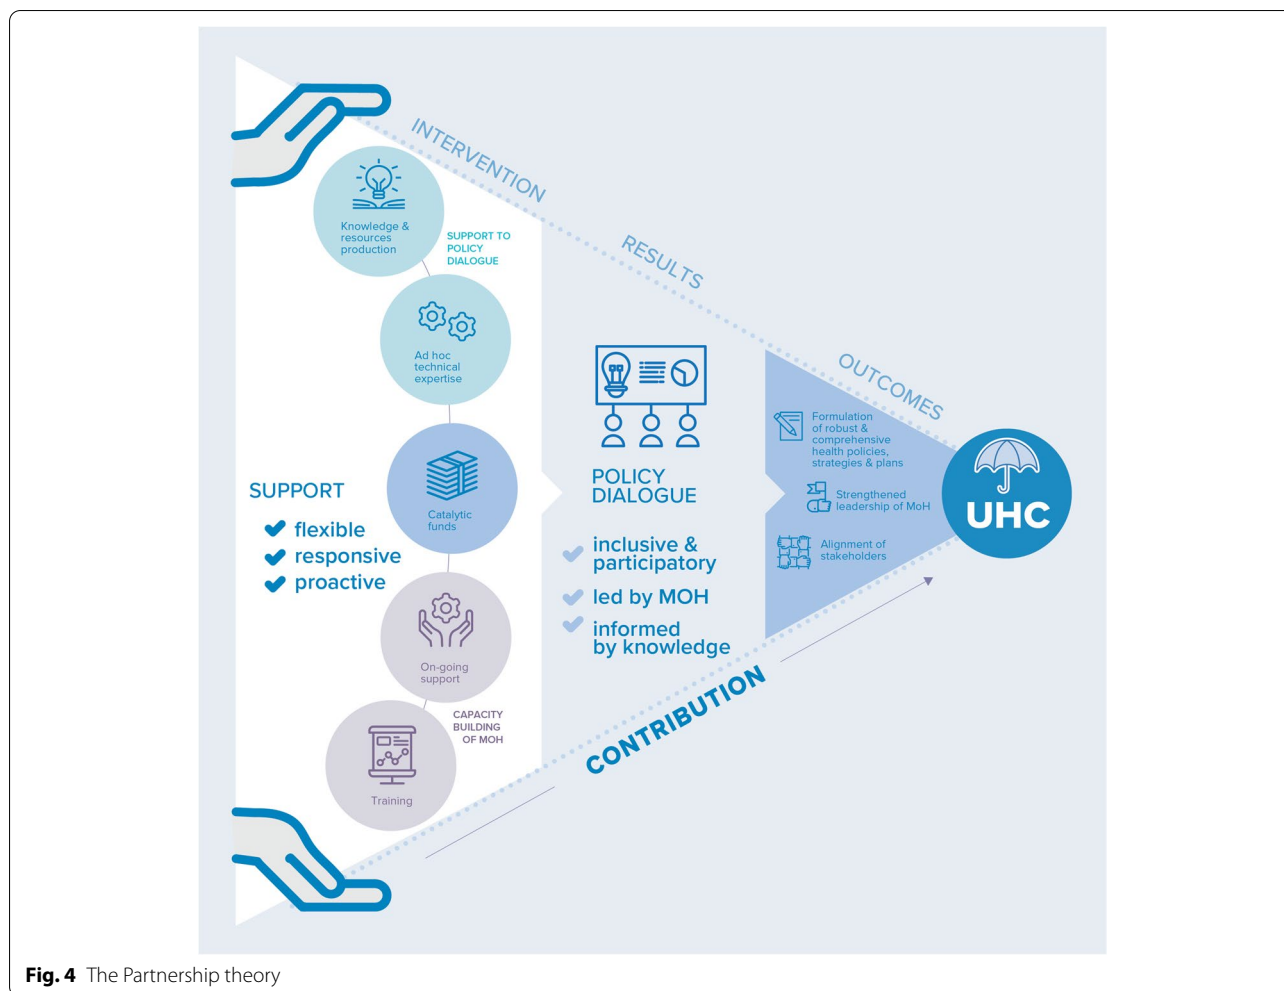 INTERVENTION
Knowledge &
resources
production
SUPPORT TO
POLICY
DIALOGUE
Ad hoc
technical
expertise
SUPPORT
flexible
responsive
proactive
Catalytic
funds
On-going
support
CAPACITY
BUILDING
OF MOH
Training
RESULTS
POLICY
DIALOGUE
inclusive &
participatory
led by MOH
informed
by knowledge
OUTCOMES
Formulation
of robust &
comprehensive
health policies,
strategies & plans
Strengthened
leadership of MoH
Alignment of
stakeholders
UHC
CONTRIBUTION
Fig. 4 The Partnership theory